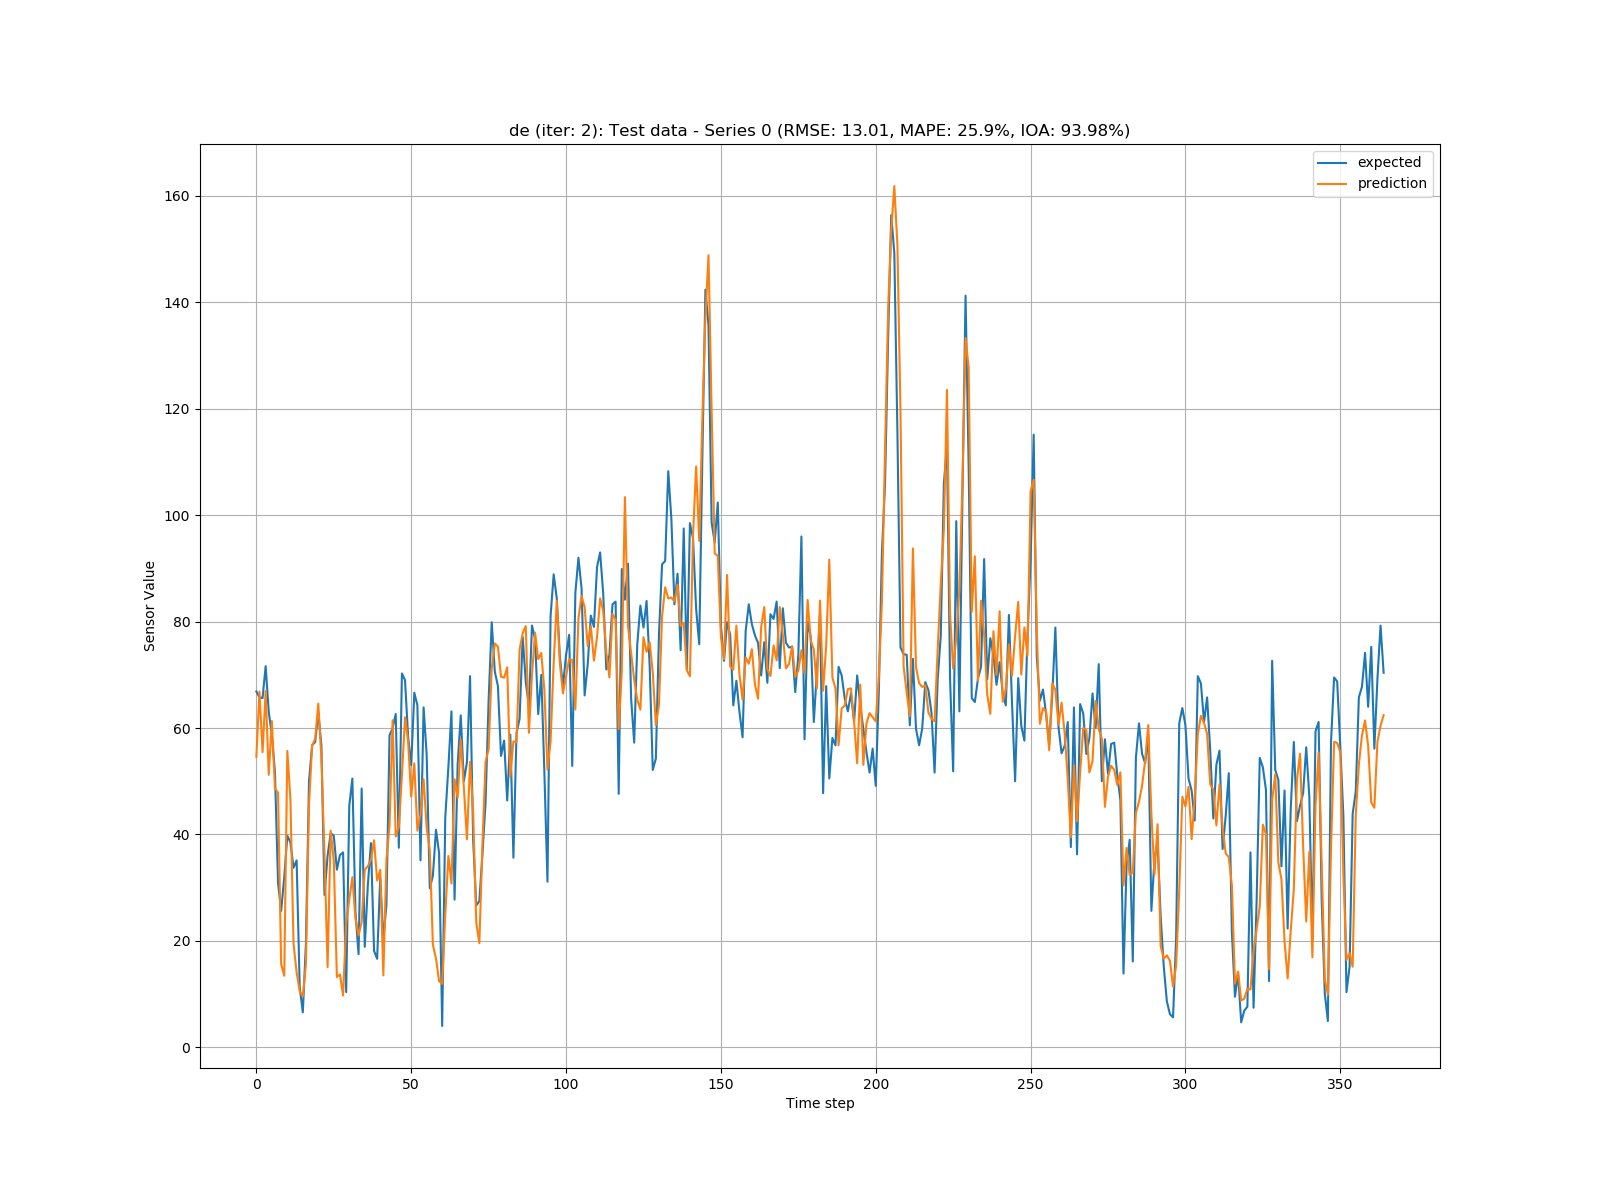 de (iter: 2): Test data - Series 0 (RMSE: 13.01, MAPE: 25.9%, IOA: 93.98%)
expected
prediction
160
140
120
100
80
60
40
20
0
Sensor Value
0 50 100 150 200 250 300 350
Time step